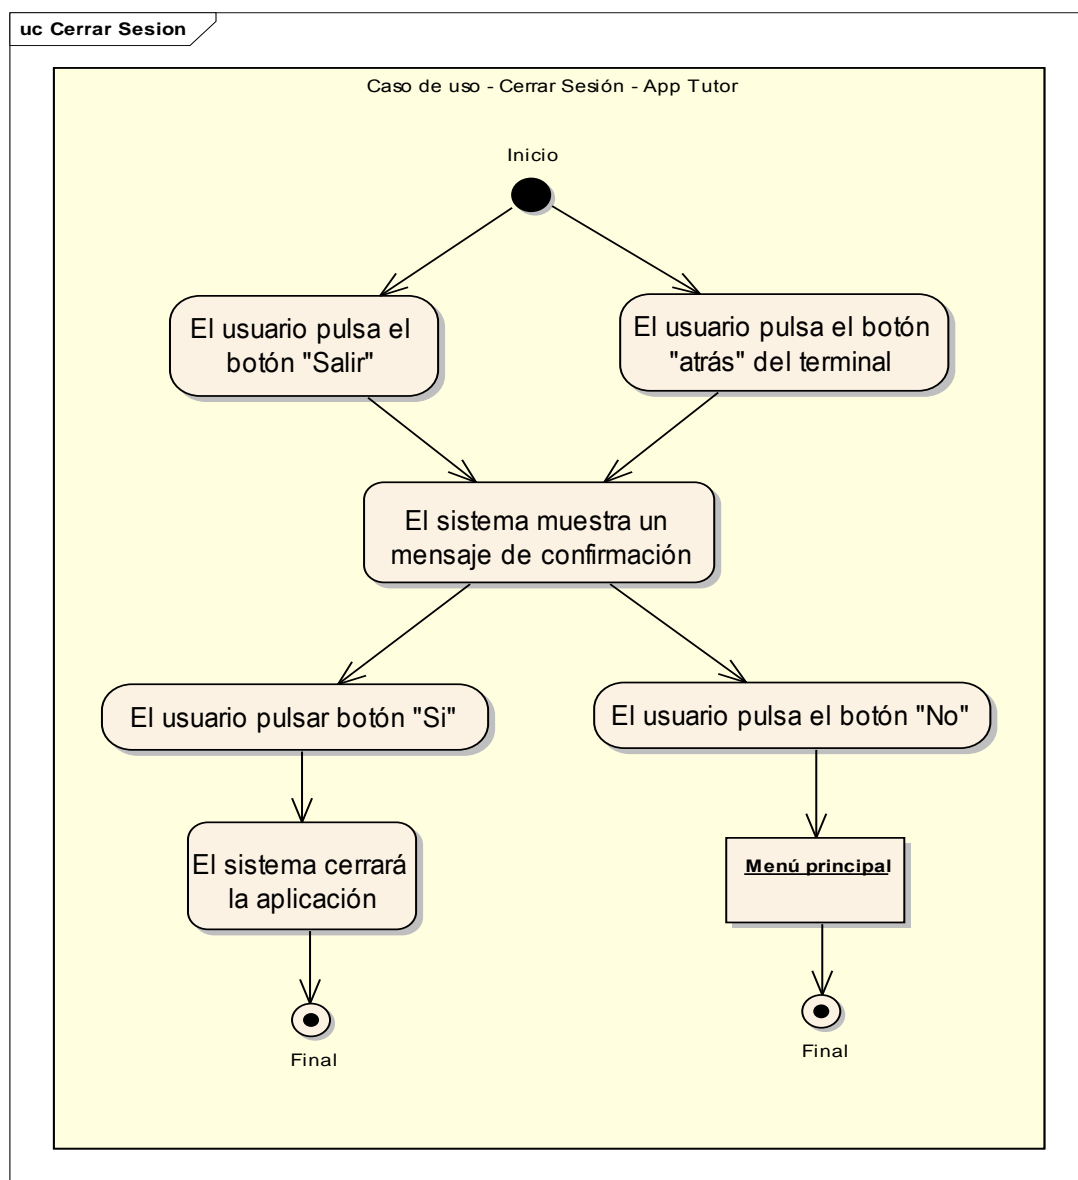 uc Cerrar Sesion
Caso de uso - Cerrar Sesión - App Tutor
Inicio
El usuario pulsa el
botón "Salir"
El usuario pulsa el botón
"atrás" del terminal
El sistema muestra un
mensaje de confirmación
El usuario pulsar botón "Si"
El usuario pulsa el botón "No"
El sistema cerrará
la aplicación
Menú principal
Final
Final